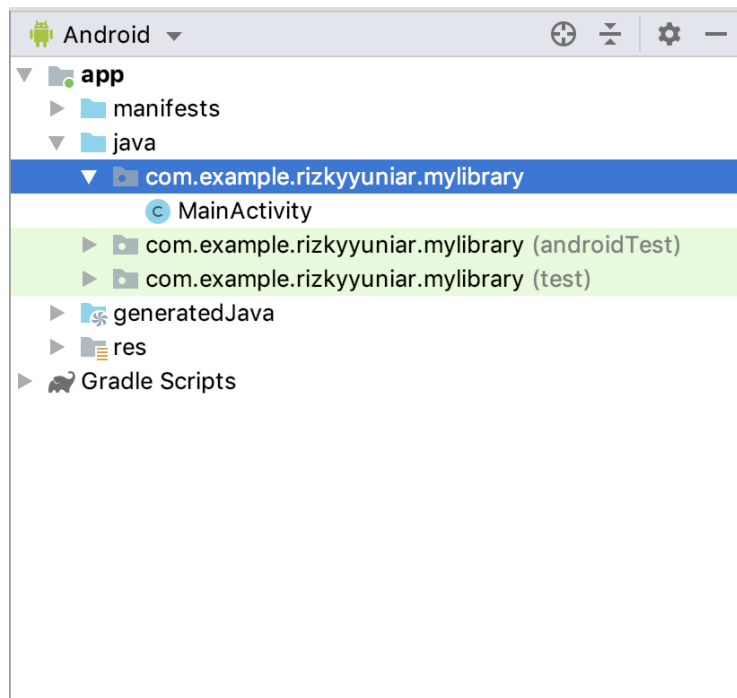 Android
app
manifests
java
com.example.rizkyyuniar.mylibrary
C MainActivity
com.example.rizkyyuniar.mylibrary (androidTest)
com.example.rizkyyuniar.mylibrary (test)
generatedJava
res
Gradle Scripts